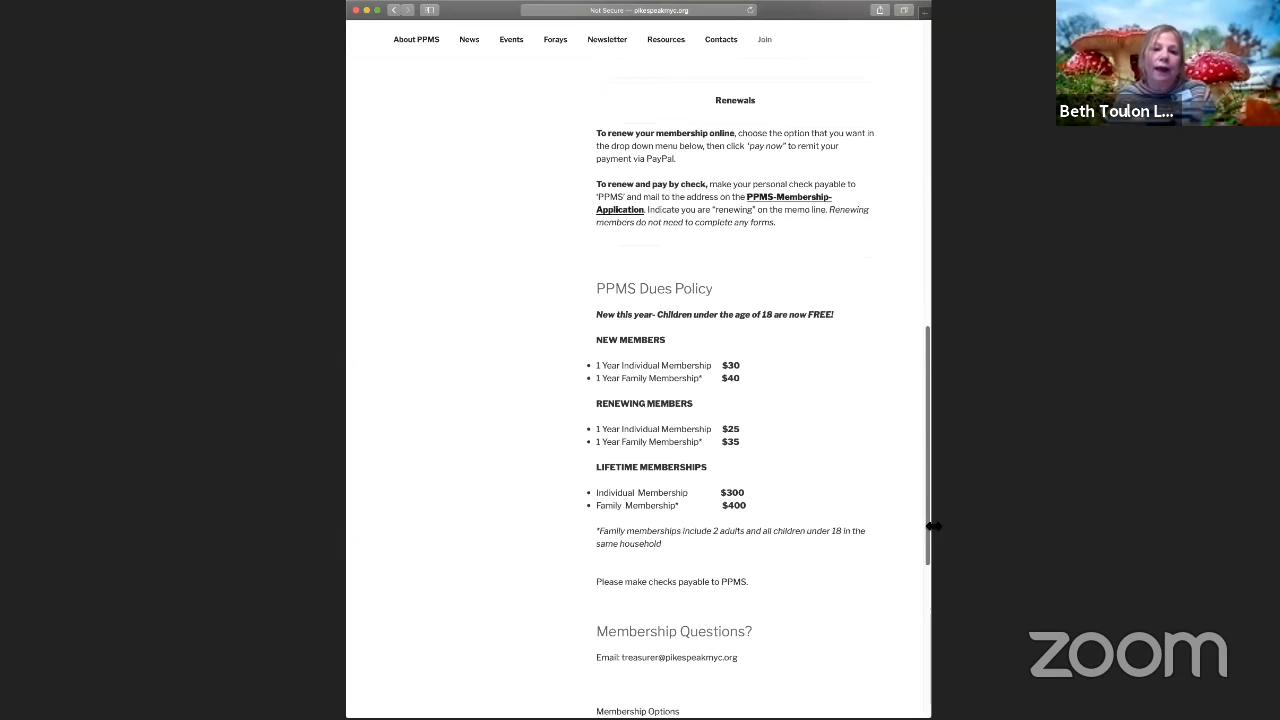 Not Secure — pikespeakmyc.org
About PPMS News Events Forays Newsletter Resources Contacts Join
Renewals
To renew your membership online, choose the option that you want in
the drop down menu below, then click 'pay now" to remit your
payment via PayPal.
To renew and pay by check, make your personal check payable to
'PPMS' and mail to the address on the PPMS-Membership-
Application. Indicate you are "renewing" on the memo line. Renewing
members do not need to complete any forms.
PPMS Dues Policy
New this year- Children under the age of 18 are now FREE!
NEW MEMBERS
• 1 Year Individual Membership $30
• 1 Year Family Membership* $40
RENEWING MEMBERS
• 1 Year Individual Membership $25
• 1 Year Family Membership* $35
LIFETIME MEMBERSHIPS
• Individual Membership $300
• Family Membership* $400
*Family memberships include 2 adults and all children under 18 in the
same household
Please make checks payable to PPMS.
Membership Questions?
Email: treasurer@pikespeakmyc.org
Membership Options
Beth Toulon L...
zoom